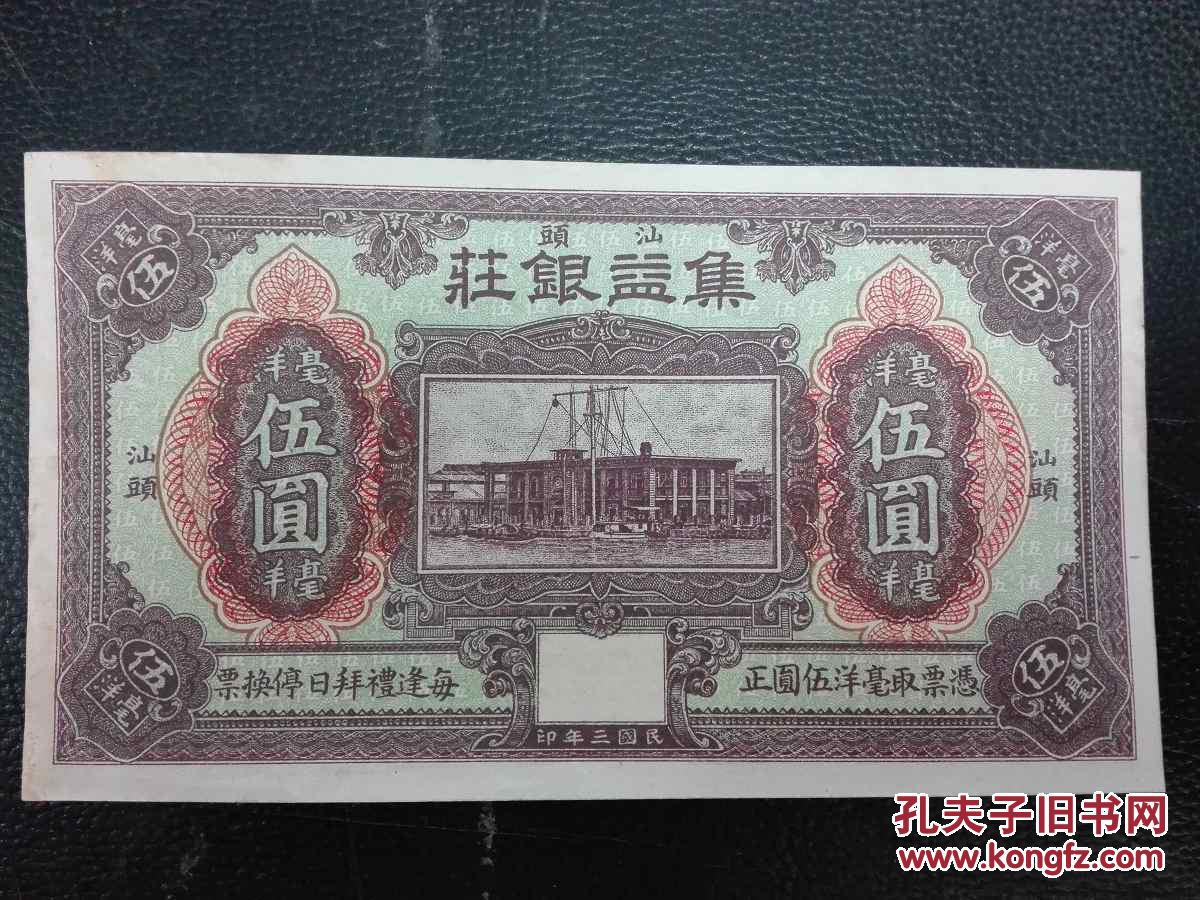 汕頭
集益銀莊
毫洋
伍
毫洋
伍
毫洋
伍圓
毫洋
毫洋
伍圓
毫洋
汕頭
汕頭
憑票取毫洋伍圓正
每逢禮拜日停換票
民國三年印
伍
毫洋
伍
毫洋
孔夫子旧书网
www.kongfz.com